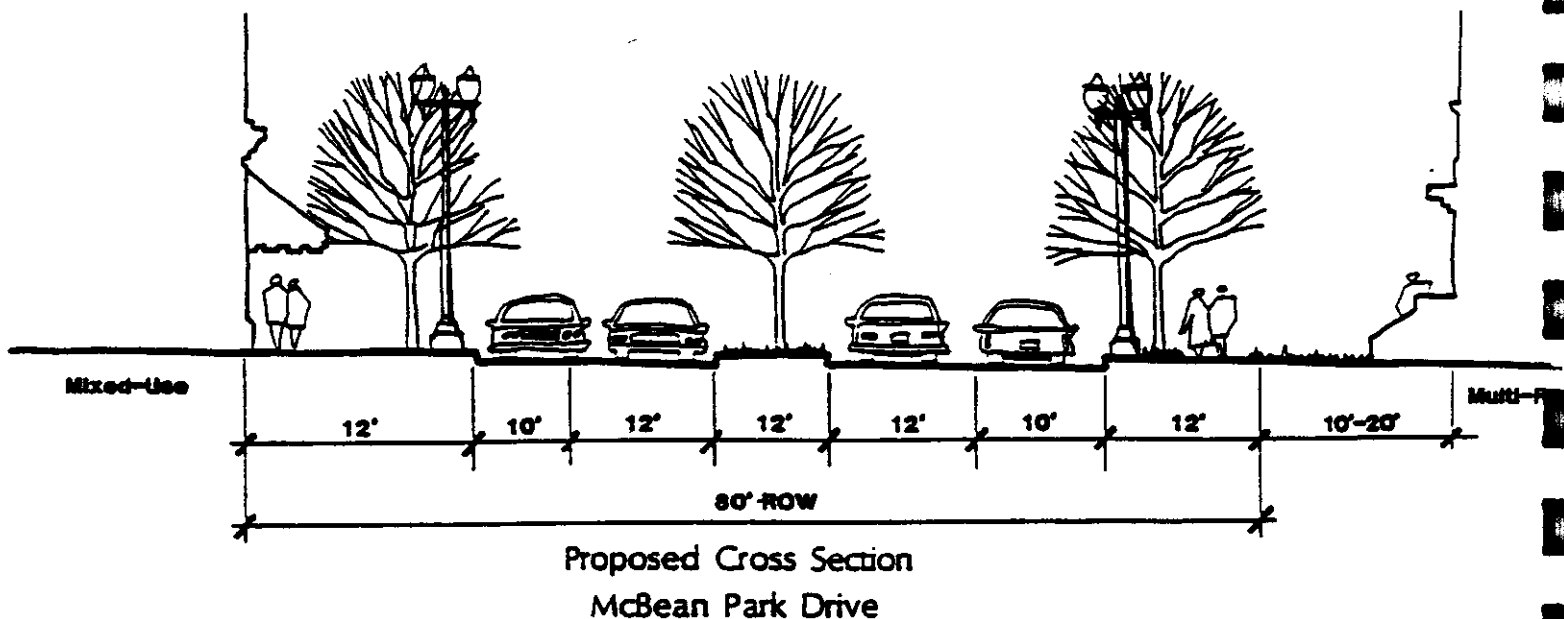 Mixed-Use
12' 10' 12' 12' 12' 10' 12' 10'-20'
Multi-
80' ROW
Proposed Cross Section
McBean Park Drive